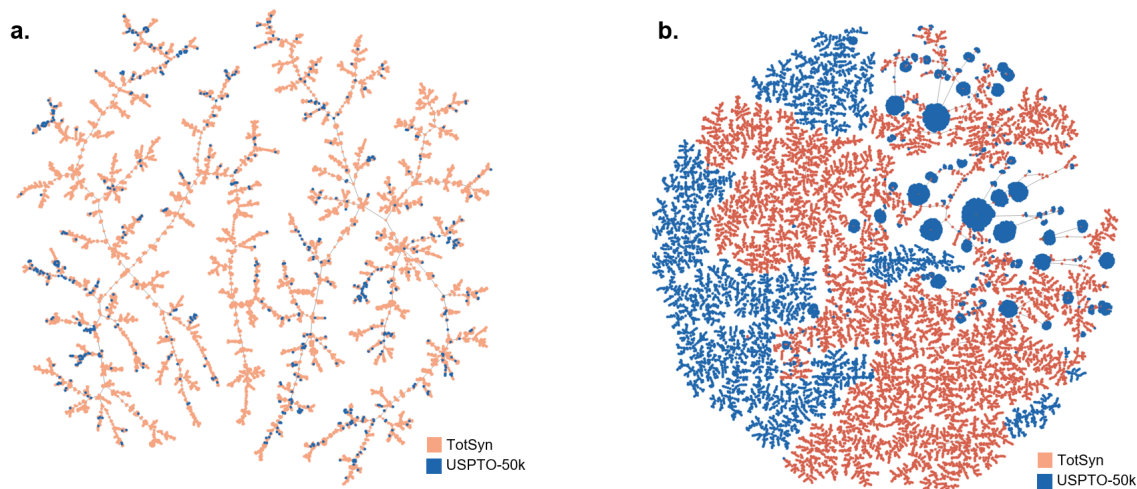 a.
TotSyn
USPTO-50k
b.
TotSyn
USPTO-50k